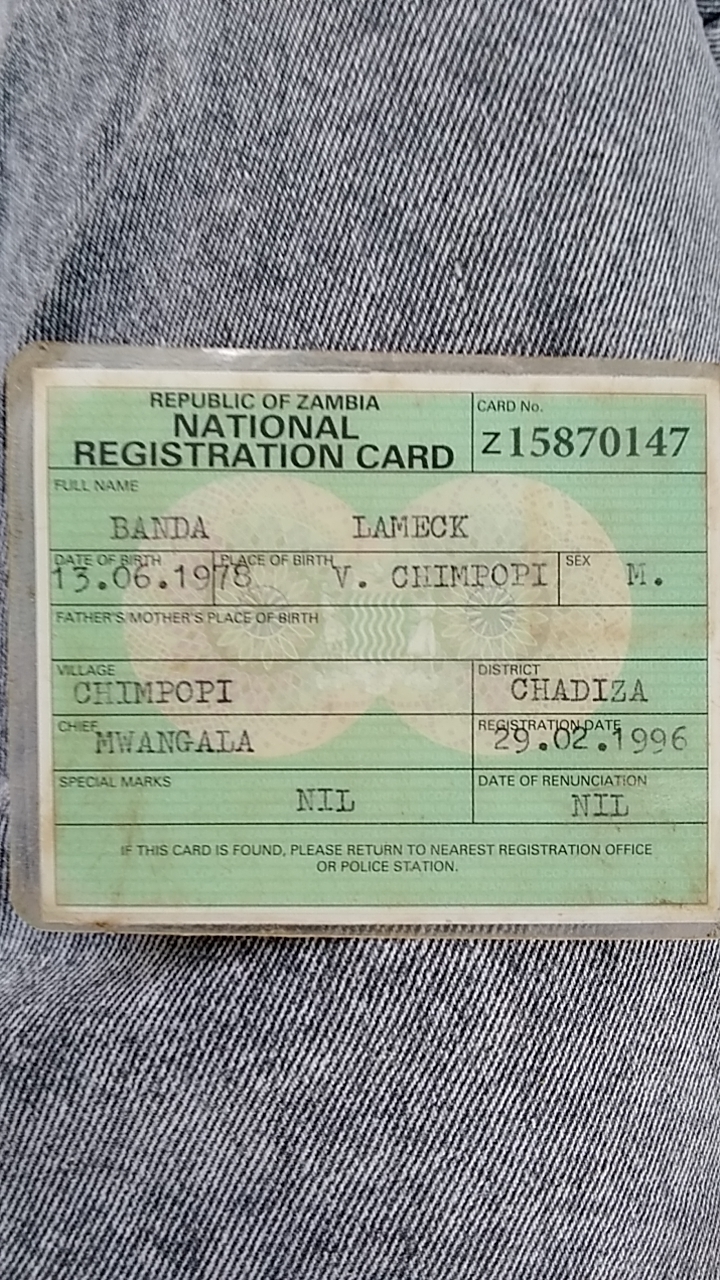 REPUBLIC OF ZAMBIA
NATIONAL
REGISTRATION CARD
CARD No.
Z15870147
FULL NAME
BANDA LAMECK
DATE OF BIRTH PLACE OF BIRTH SEX
13.06.1978 V. CHIMPOPI M.
FATHER'S/MOTHER'S PLACE OF BIRTH
VILLAGE DISTRICT
CHIMPOPI CHADIZA
CHIEF REGISTRATION DATE
MWANGALA 29.02.1996
SPECIAL MARKS DATE OF RENUNCIATION
NIL NIL
IF THIS CARD IS FOUND, PLEASE RETURN TO NEAREST REGISTRATION OFFICE
OR POLICE STATION.